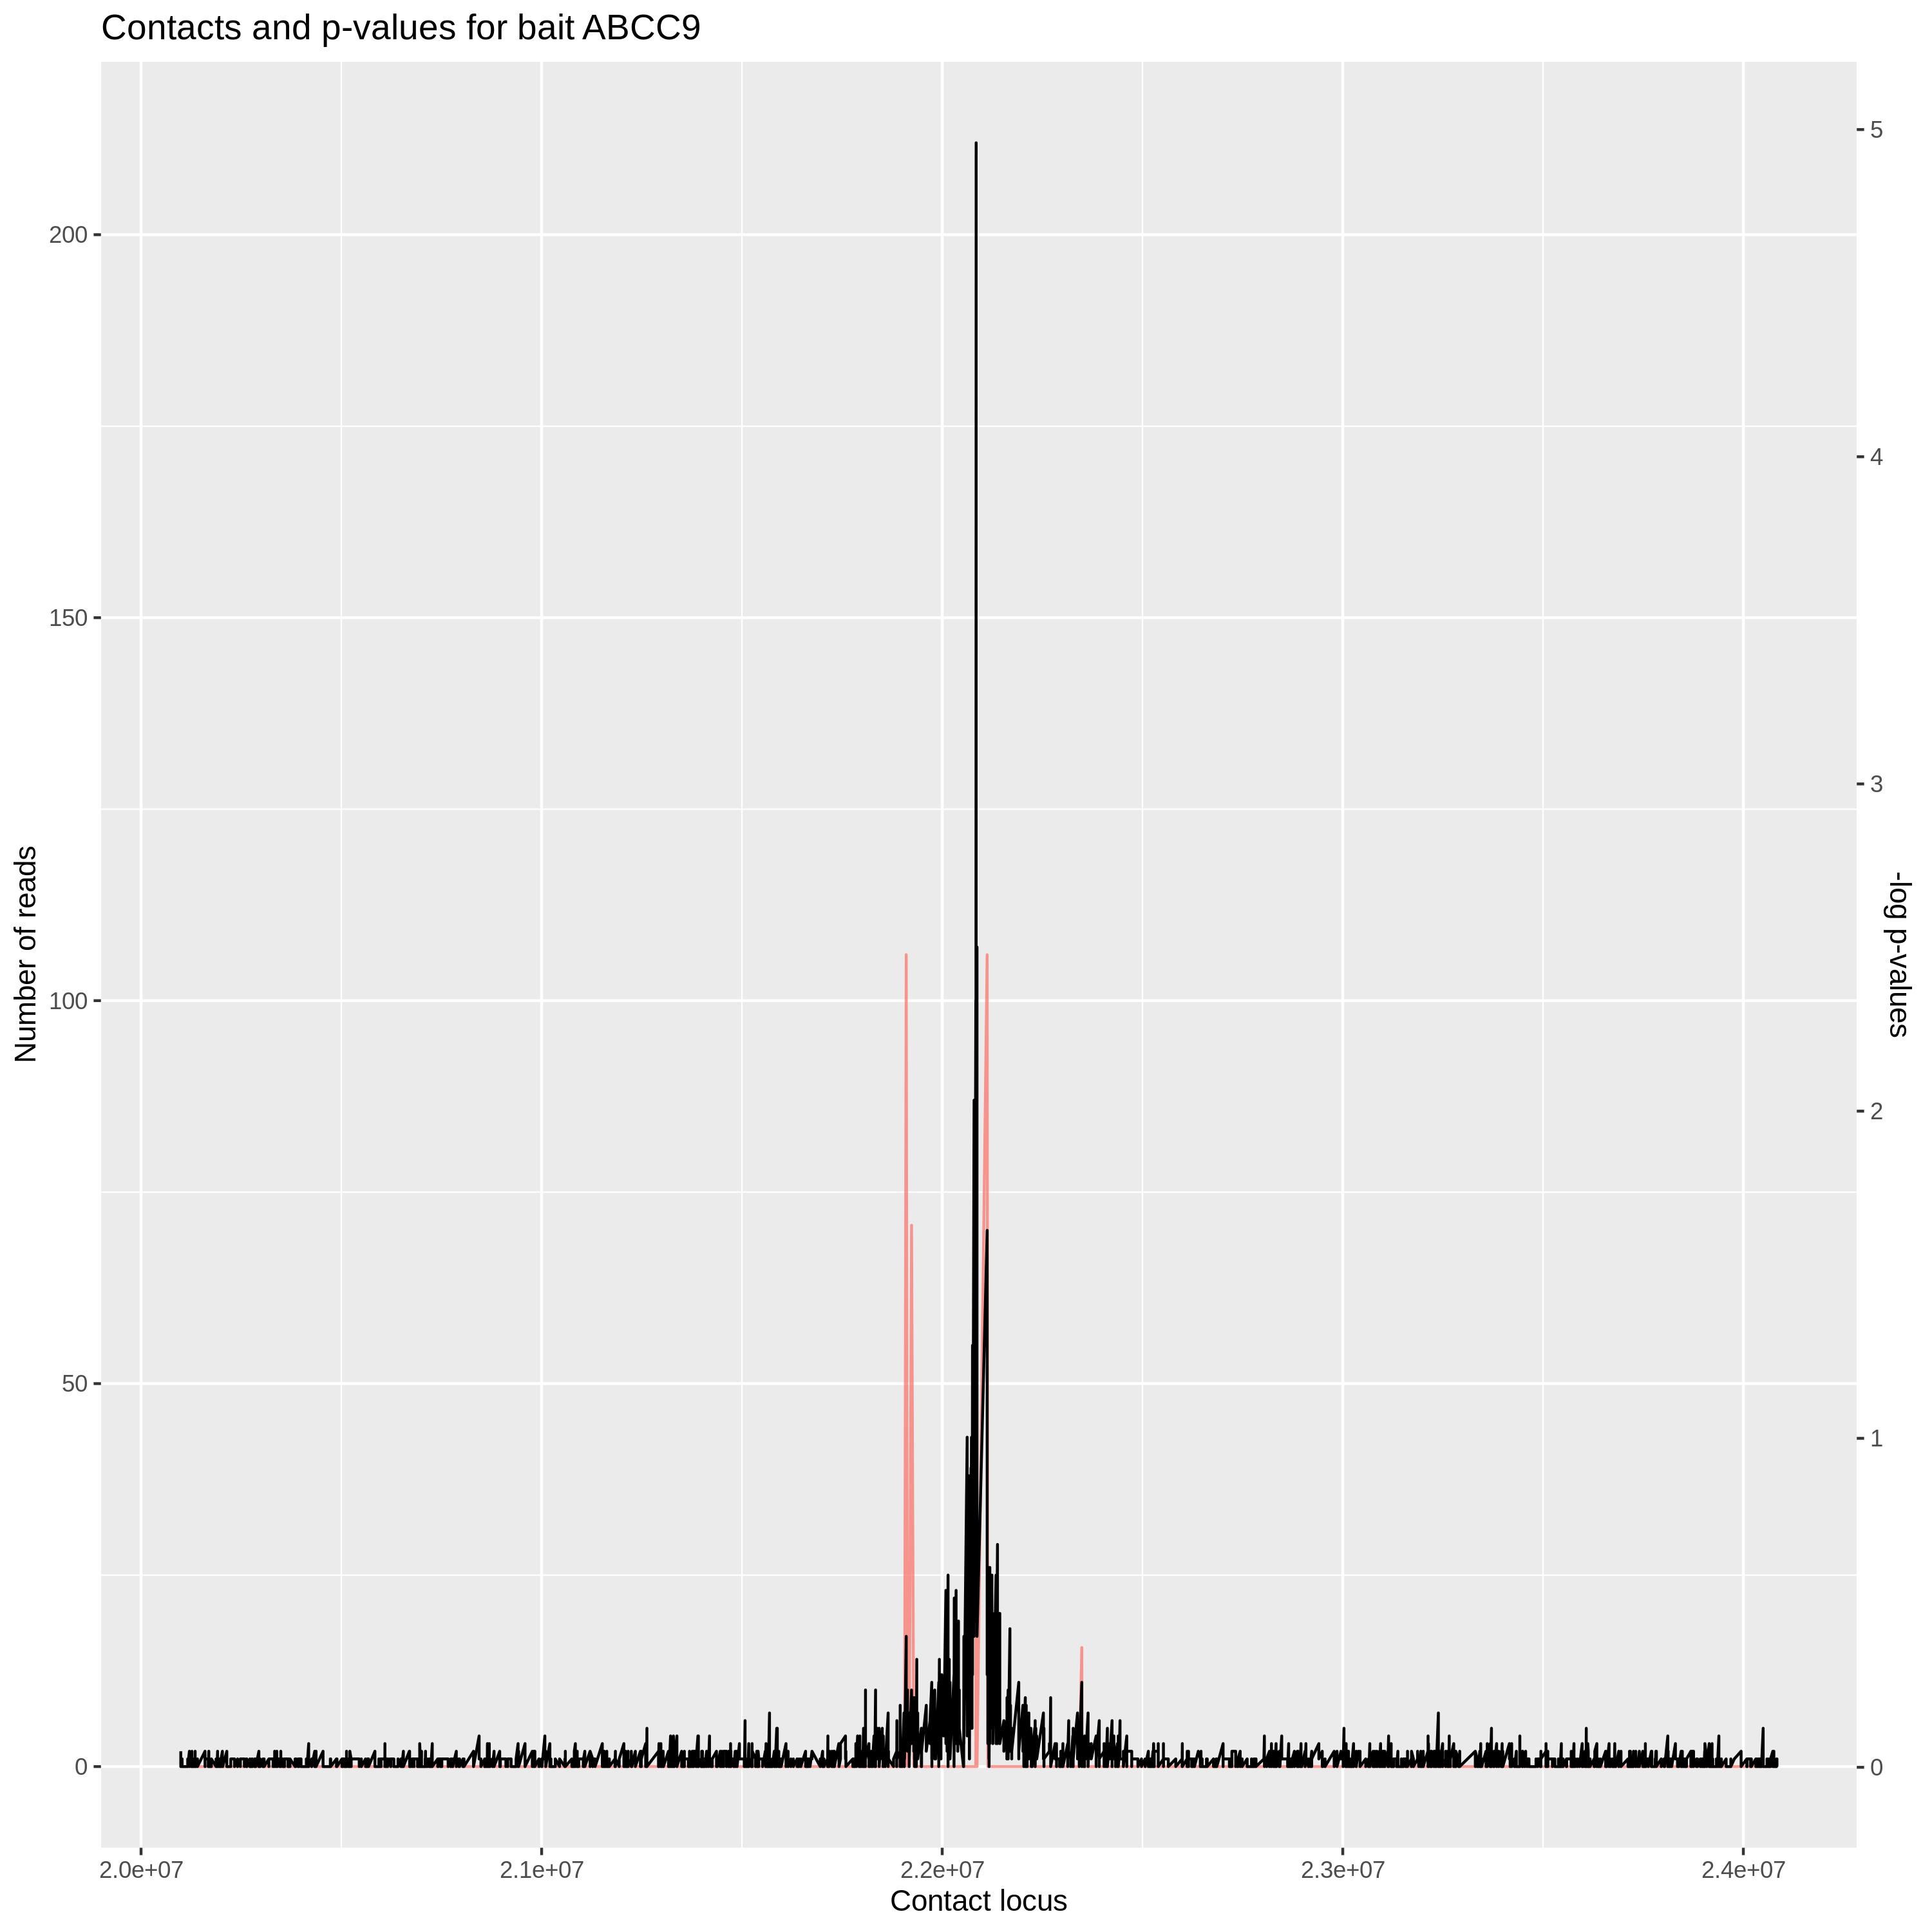 Contacts and p-values for bait ABCC9
200
150
100
50
0
5
4
3
2
1
0
Number of reads
-log p-values
2.0e+07
2.1e+07
2.2e+07
2.3e+07
2.4e+07
Contact locus